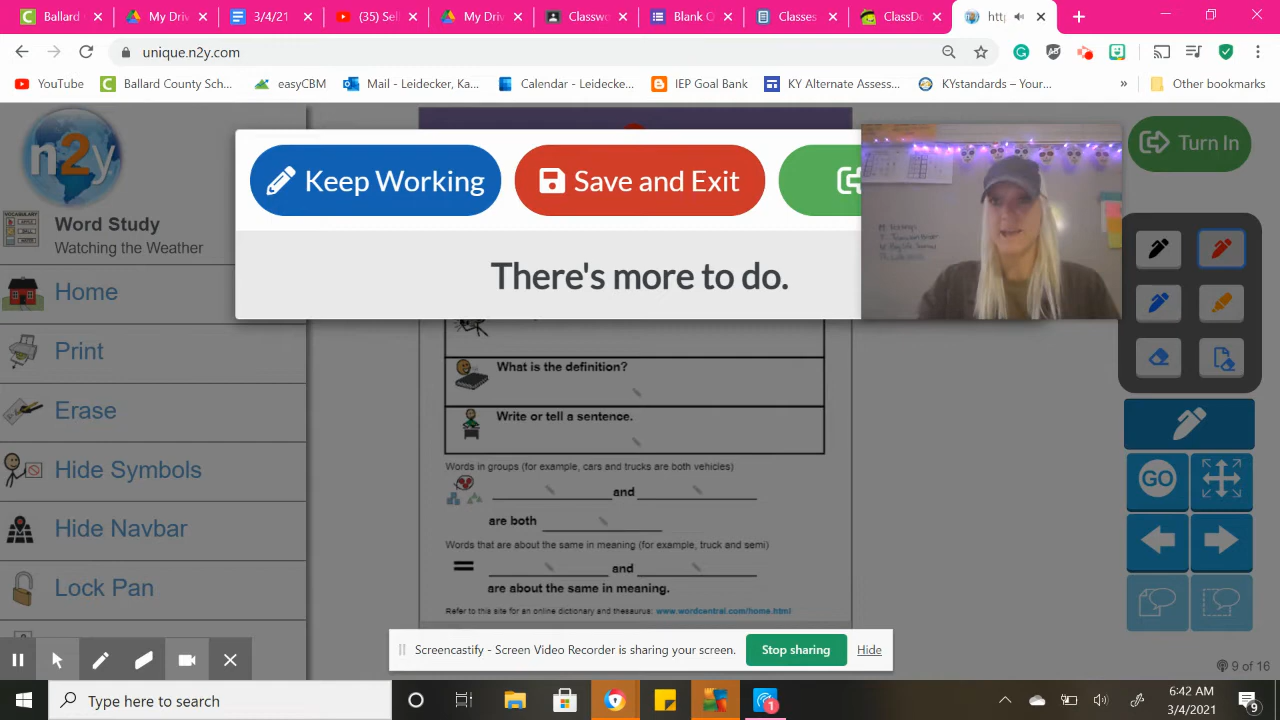 Ballard
My Driv
3/4/21
(35) Sel
My Driv
Classwo
Blank Q
Classes
ClassDo
http
unique.n2y.com
YouTube
Ballard County Sch...
easyCBM
Mail - Leidecker, Ka...
Calendar - Leidecke...
IEP Goal Bank
KY Alternate Assess...
KYstandards – Your...
»
Other bookmarks
n2y
Word Study
Watching the Weather
Home
Print
Erase
Hide Symbols
Hide Navbar
Lock Pan
Keep Working
Save and Exit
There's more to do.
Turn In
What is the definition?
Write or tell a sentence.
Words in groups (for example, cars and trucks are both vehicles)
and
are both
Words that are about the same in meaning (for example, truck and semi)
and
are about the same in meaning.
Refer to this site for an online dictionary and thesaurus: www.wordcentral.com/home.html
GO
9 of 16
Screencastify - Screen Video Recorder is sharing your screen.
Stop sharing
Hide
Type here to search
1
6:42 AM
3/4/2021
9